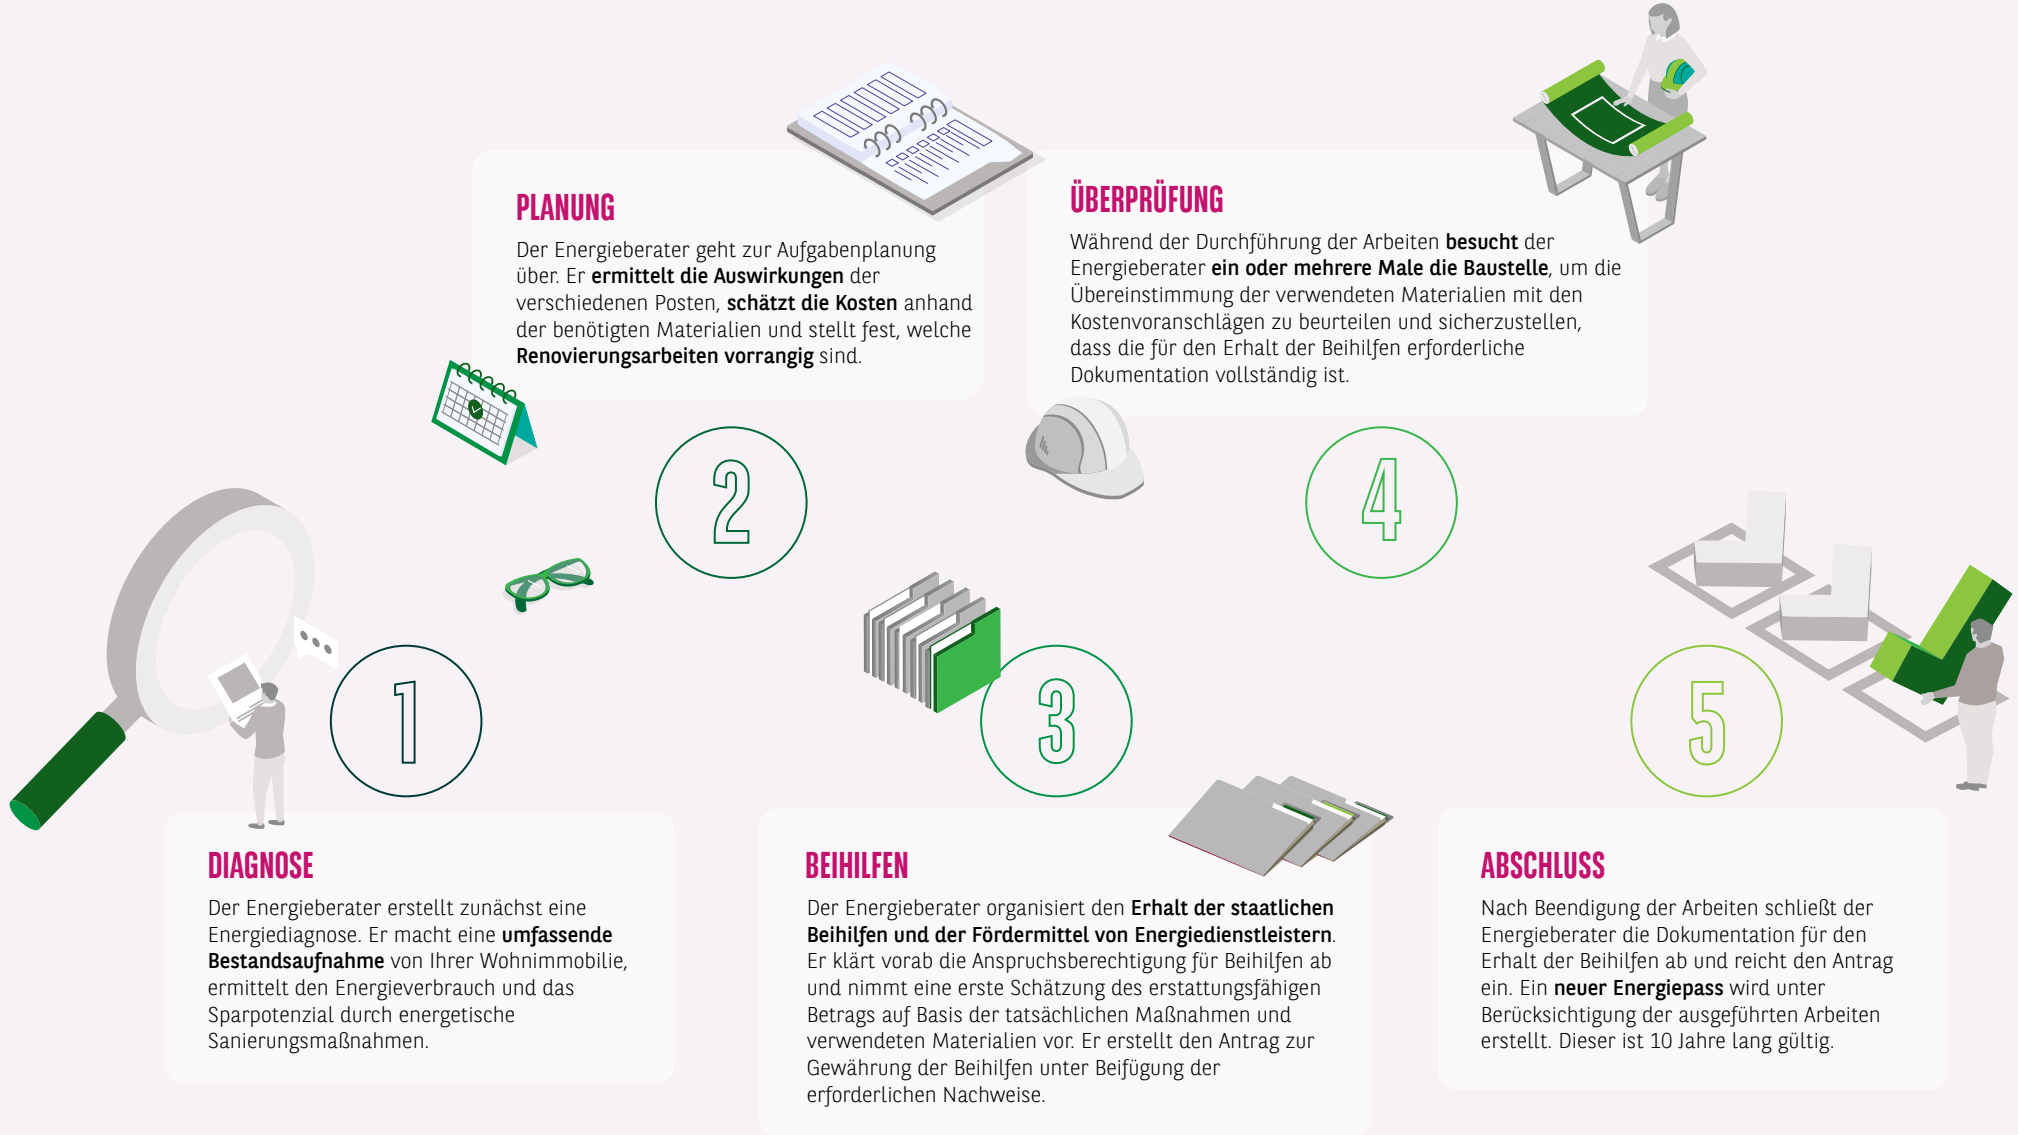 1
DIAGNOSE
Der Energieberater erstellt zunächst eine
Energiediagnose. Er macht eine umfassende
Bestandsaufnahme von Ihrer Wohnimmobilie,
ermittelt den Energieverbrauch und das
Sparpotenzial durch energetische
Sanierungsmaßnahmen.
2
PLANUNG
Der Energieberater geht zur Aufgabenplanung
über. Er ermittelt die Auswirkungen der
verschiedenen Posten, schätzt die Kosten anhand
der benötigten Materialien und stellt fest, welche
Renovierungsarbeiten vorrangig sind.
3
BEIHILFEN
Der Energieberater organisiert den Erhalt der staatlichen
Beihilfen und der Fördermittel von Energiedienstleistern.
Er klärt vorab die Anspruchsberechtigung für Beihilfen ab
und nimmt eine erste Schätzung des erstattungsfähigen
Betrags auf Basis der tatsächlichen Maßnahmen und
verwendeten Materialien vor. Er erstellt den Antrag zur
Gewährung der Beihilfen unter Beifügung der
erforderlichen Nachweise.
4
ÜBERPRÜFUNG
Während der Durchführung der Arbeiten besucht der
Energieberater ein oder mehrere Male die Baustelle, um die
Übereinstimmung der verwendeten Materialien mit den
Kostenvoranschlägen zu beurteilen und sicherzustellen,
dass die für den Erhalt der Beihilfen erforderliche
Dokumentation vollständig ist.
5
ABSCHLUSS
Nach Beendigung der Arbeiten schließt der
Energieberater die Dokumentation für den
Erhalt der Beihilfen ab und reicht den Antrag
ein. Ein neuer Energiepass wird unter
Berücksichtigung der ausgeführten Arbeiten
erstellt. Dieser ist 10 Jahre lang gültig.